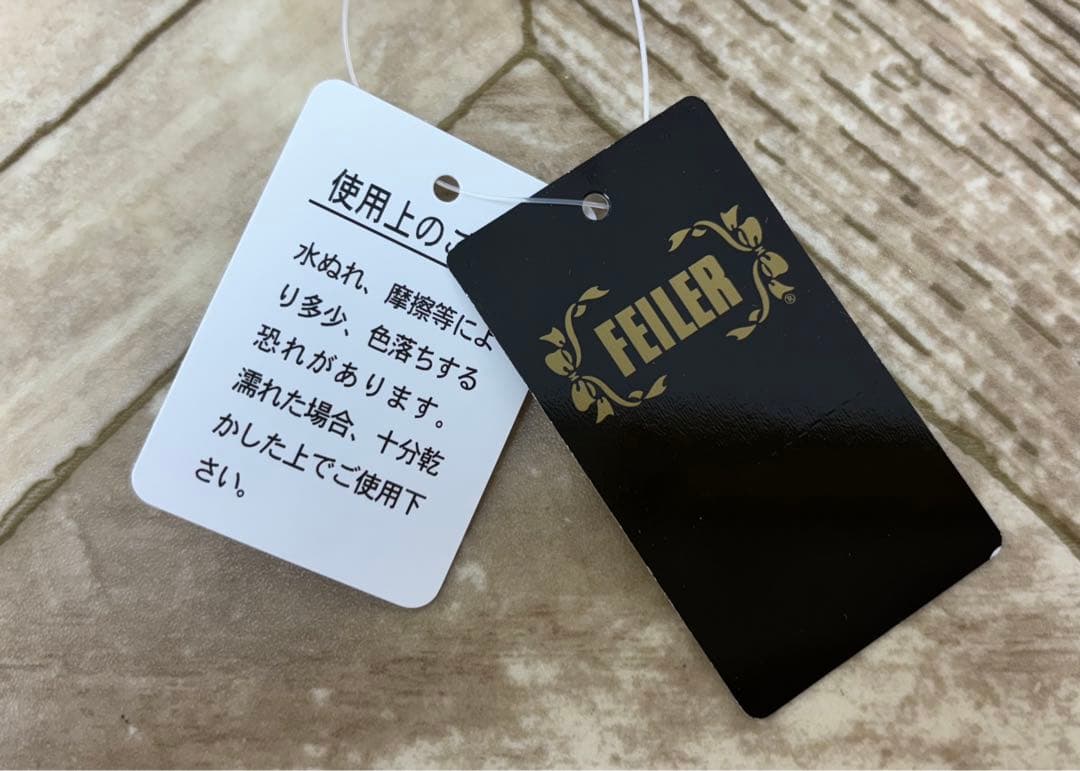 使用上のご
水ぬれ、摩擦等によ
り多少、色落ちする
恐れがあります。
濡れた場合、十分乾
かした上でご使用下
さい。
FEILER
®